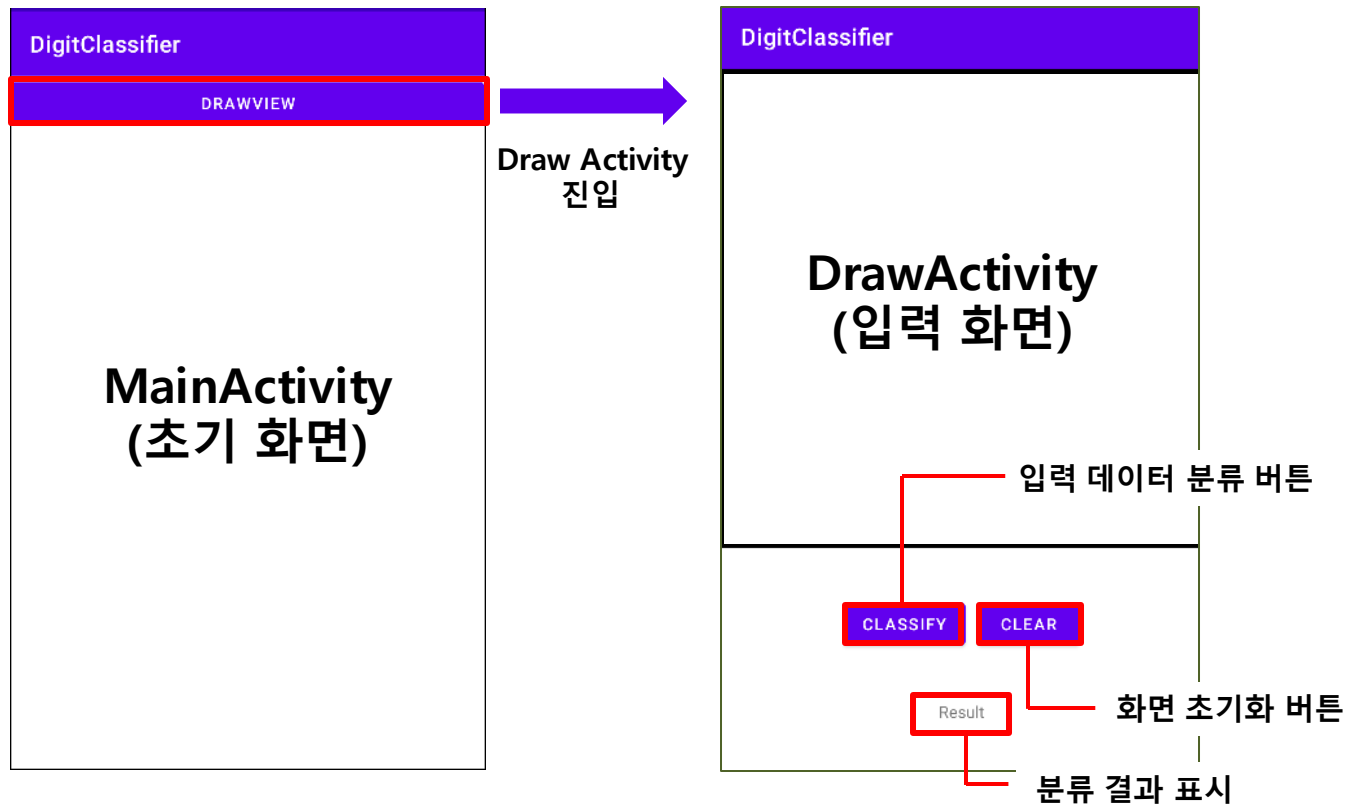 DigitClassifier
DRAWVIEW
MainActivity
(초기 화면)
Draw Activity
진입
DigitClassifier
DrawActivity
(입력 화면)
입력 데이터 분류 버튼
CLASSIFY
CLEAR
화면 초기화 버튼
Result
분류 결과 표시